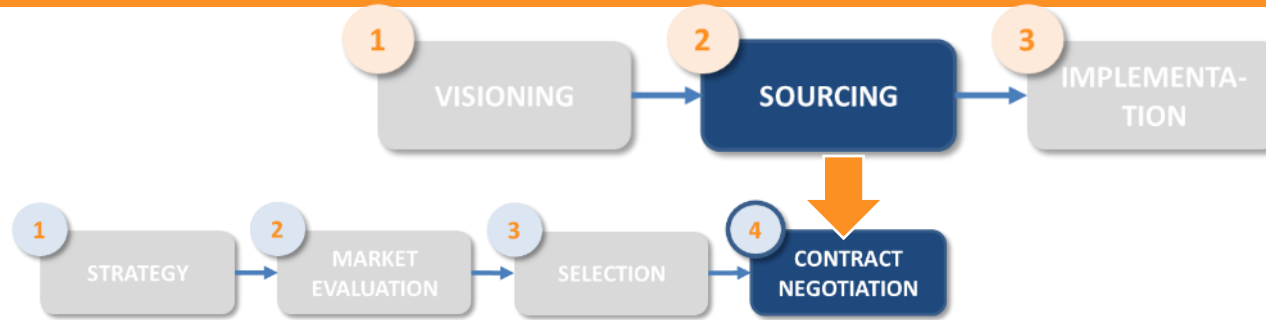 1
VISIONING
2
SOURCING
3
IMPLEMENTA-
TION
1
STRATEGY
2
MARKET
EVALUATION
3
SELECTION
4
CONTRACT
NEGOTIATION